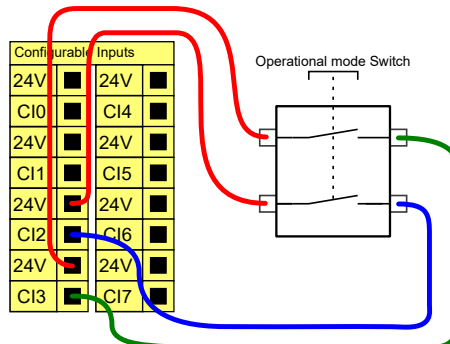 Configurable Inputs
Operational mode Switch
24V 24V
CI0 CI4
24V 24V
CI1 CI5
24V 24V
CI2 CI6
24V 24V
CI3 CI7